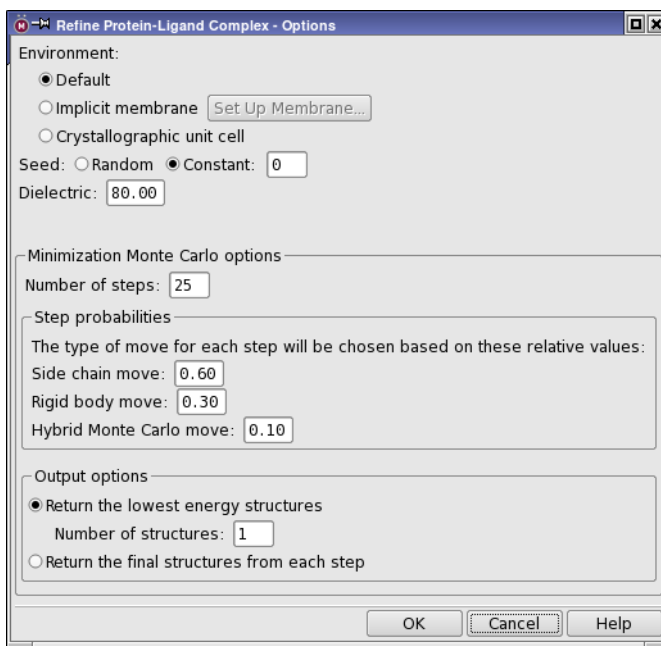 Refine Protein-Ligand Complex - Options
Environment:
Default
Implicit membrane Set Up Membrane...
Crystallographic unit cell
Seed: Random Constant: 0
Dielectric: 80.00
Minimization Monte Carlo options
Number of steps: 25
Step probabilities
The type of move for each step will be chosen based on these relative values:
Side chain move: 0.60
Rigid body move: 0.30
Hybrid Monte Carlo move: 0.10
Output options
Return the lowest energy structures
Number of structures: 1
Return the final structures from each step
OK Cancel Help